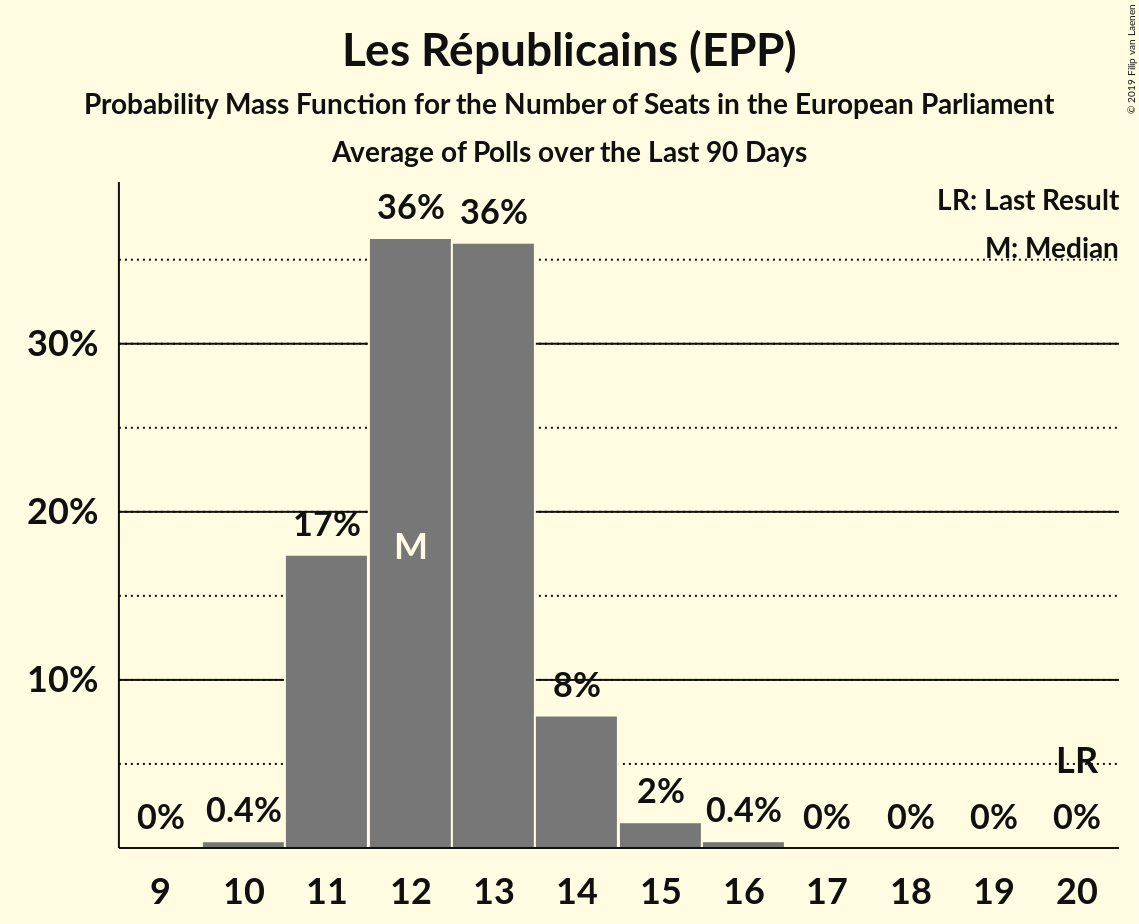 Les Républicains (EPP)
Probability Mass Function for the Number of Seats in the European Parliament
Average of Polls over the Last 90 Days
© 2019 Filip van Laenen
LR: Last Result
M: Median
36% 36%
30%
20%
17%
M
10%
8%
LR
0% 0.4% 2% 0.4% 0% 0% 0% 0%
9 10 11 12 13 14 15 16 17 18 19 20